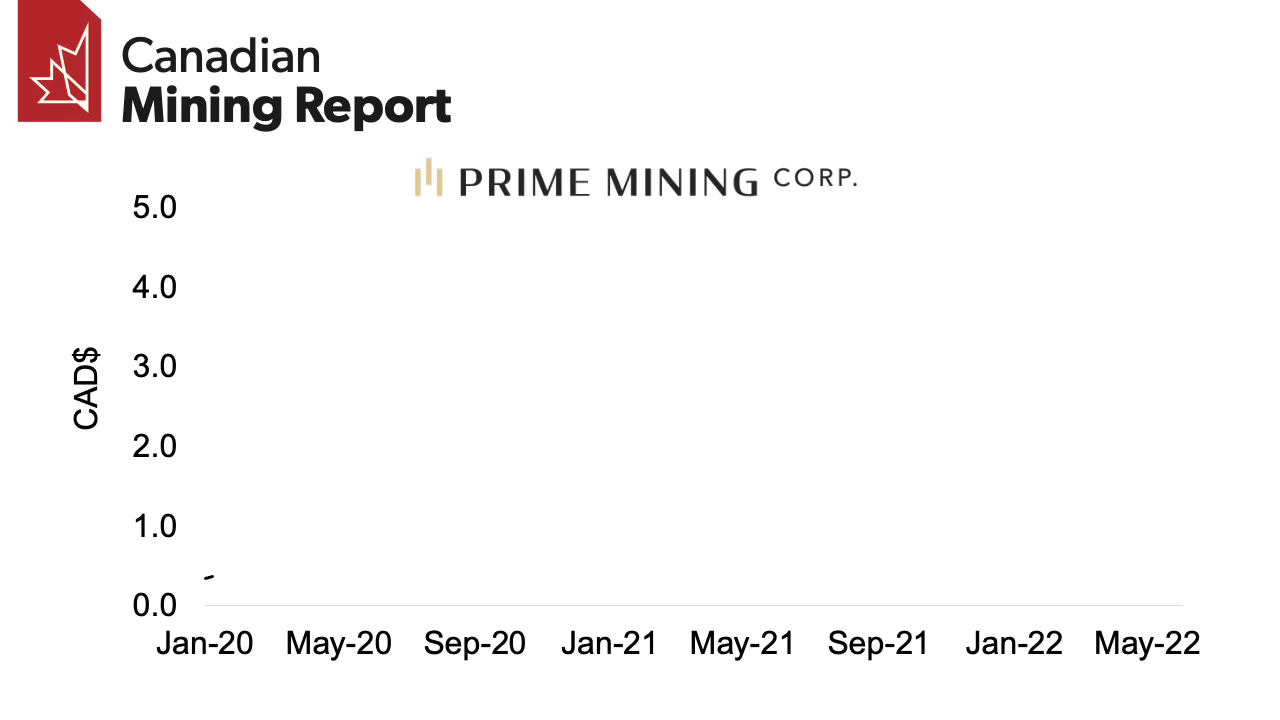 Canadian
Mining Report
PRIME MINING CORP.
5.0
4.0
3.0
2.0
1.0
0.0
CAD$
Jan-20 May-20 Sep-20 Jan-21 May-21 Sep-21 Jan-22 May-22